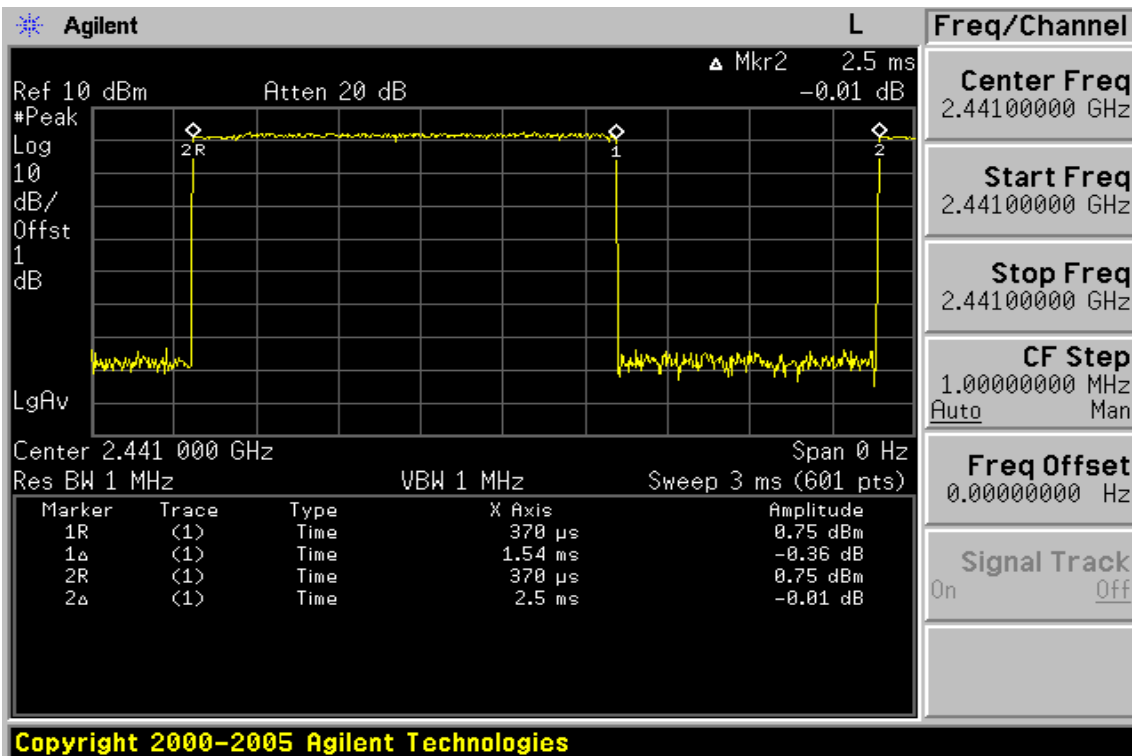 Agilent
L
Freq/Channel
Δ Mkr2 2.5 ms
Ref 10 dBm Atten 20 dB -0.01 dB
#Peak
Log
10
dB/
Offst
1
dB
LgAv
2R
1
2
Center 2.441 000 GHz Span 0 Hz
Res BW 1 MHz VBW 1 MHz Sweep 3 ms (601 pts)
Marker Trace Type X Axis Amplitude
1R (1) Time 370 µs 0.75 dBm
1Δ (1) Time 1.54 ms -0.36 dB
2R (1) Time 370 µs 0.75 dBm
2Δ (1) Time 2.5 ms -0.01 dB
Center Freq
2.44100000 GHz
Start Freq
2.44100000 GHz
Stop Freq
2.44100000 GHz
CF Step
1.00000000 MHz
Auto Man
Freq Offset
0.00000000 Hz
Signal Track
On Off
Copyright 2000-2005 Agilent Technologies